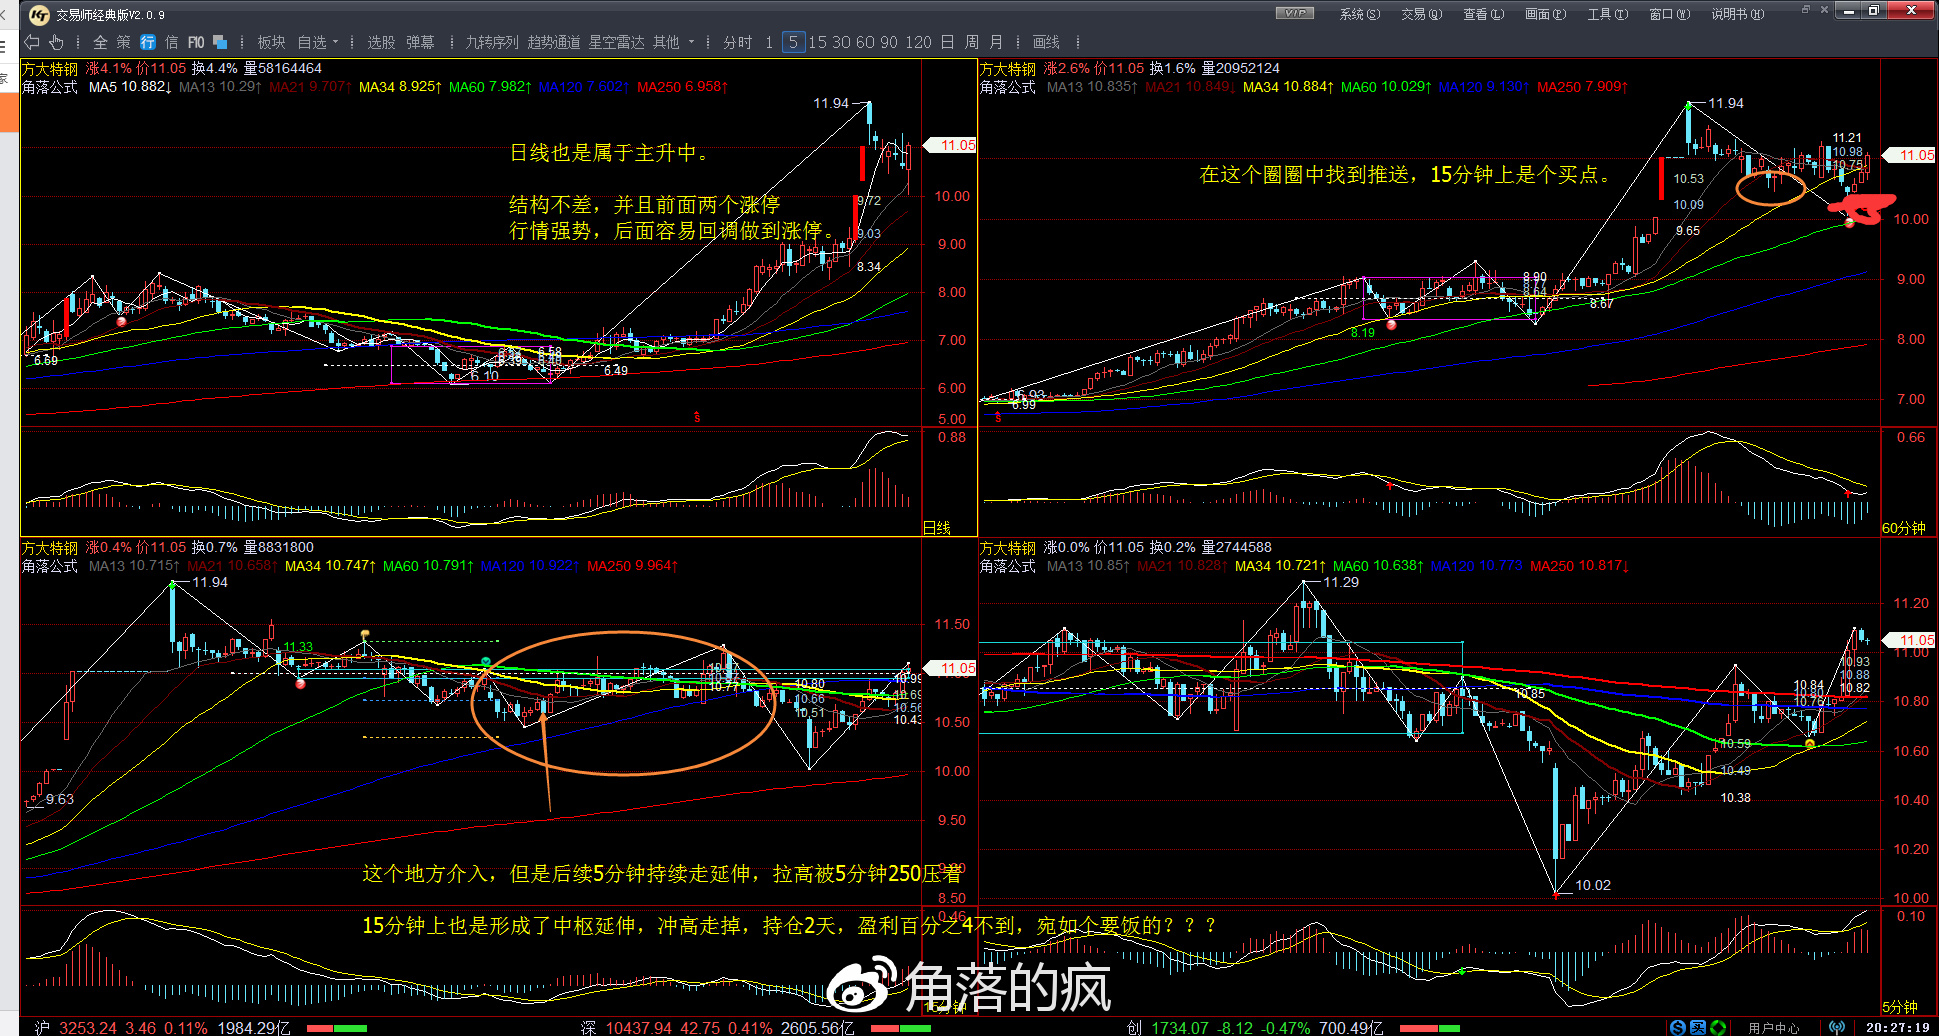 交易师经典版V2.0.9
VIP 系统(S) 交易(Q) 查看(L) 画面(P) 工具(T) 窗口(W) 说明书(H)
全 策 行 信 F10 板块 自选 选股 弹幕 九转序列 趋势通道 星空雷达 其他 分时 1 5 15 30 60 90 120 日 周 月 画线
家
方大特钢 涨4.1% 价11.05 换4.4% 量58164464
角落公式 MA5 10.882↓ MA13 10.29↑ MA21 9.707↑ MA34 8.925↑ MA60 7.982↑ MA120 7.602↑ MA250 6.958↑
11.94
日线也是属于主升中。
结构不差，并且前面两个涨停
行情强势，后面容易回调做到涨停。
9.72
9.03
8.34
6.69
6.10
6.49
11.05
10.00
9.00
8.00
7.00
6.00
5.00
0.88
日线
方大特钢 涨2.6% 价11.05 换1.6% 量20952124
角落公式 MA13 10.835↑ MA21 10.849↓ MA34 10.884↑ MA60 10.029↑ MA120 9.130↑ MA250 7.909↑
11.94
在这个圈圈中找到推送，15分钟上是个买点。
11.21
10.98
10.75
10.53
10.09
9.65
8.90
8.67
8.19
6.93
6.99
11.05
10.00
9.00
8.00
7.00
0.66
60分钟
方大特钢 涨0.4% 价11.05 换0.7% 量8831800
角落公式 MA13 10.715↑ MA21 10.658↑ MA34 10.747↑ MA60 10.791↑ MA120 10.922↑ MA250 9.964↑
11.94
11.33
9.63
10.80
10.66
10.51
10.99
10.69
10.56
10.43
11.50
11.05
10.50
10.00
9.50
8.50
这个地方介入，但是后续5分钟持续走延伸，拉高被5分钟250压着
0.46
15分钟上也是形成了中枢延伸，冲高走掉，持仓2天，盈利百分之4不到，宛如个要饭的？？？
15分钟
方大特钢 涨0.0% 价11.05 换0.2% 量2744588
角落公式 MA13 10.85↑ MA21 10.828↑ MA34 10.721↑ MA60 10.638↑ MA120 10.773 MA250 10.817↓
11.29
10.85
10.93
10.88
10.82
10.84
10.80
10.76
10.59
10.49
10.38
10.02
11.20
11.05
11.00
10.80
10.60
10.40
10.20
10.00
0.10
5分钟
角落的疯
沪 3253.24 3.46 0.11% 1984.29亿 深 10437.94 42.75 0.41% 2605.56亿 创 1734.07 -8.12 -0.47% 700.49亿 买 用户中心 20:27:19